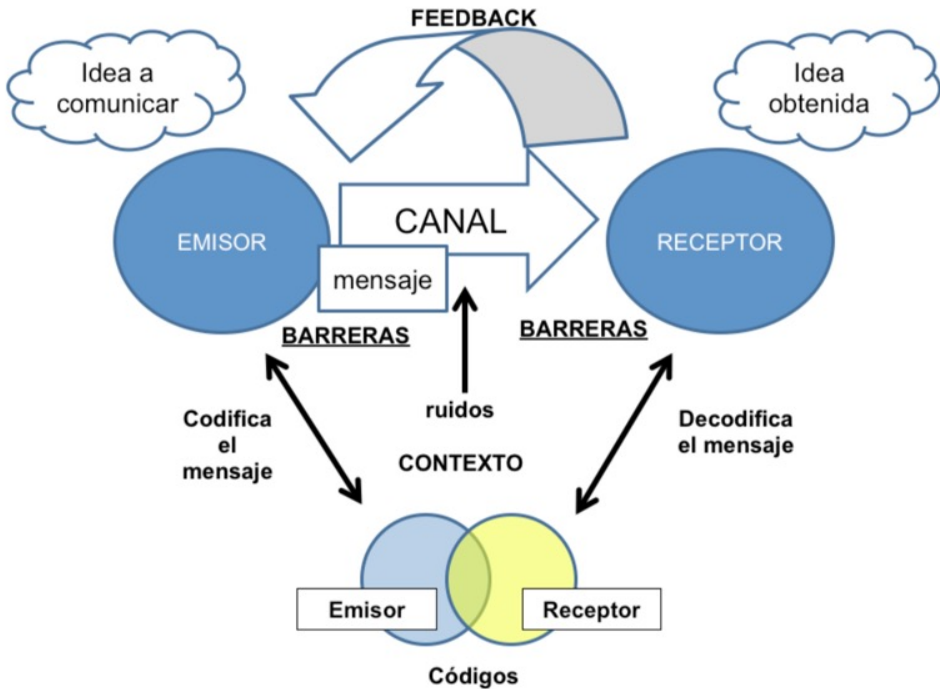 FEEDBACK
Idea a
comunicar
Idea
obtenida
EMISOR
CANAL
RECEPTOR
mensaje
BARRERAS
BARRERAS
ruidos
Codifica
el
mensaje
Decodifica
el mensaje
CONTEXTO
Emisor
Receptor
Códigos